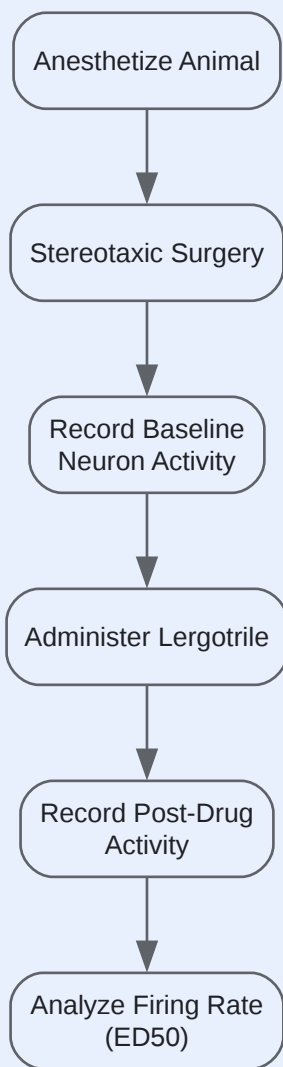 Anesthetize Animal
Stereotaxic Surgery
Record Baseline
Neuron Activity
Administer Lergotrile
Record Post-Drug
Activity
Analyze Firing Rate
(ED50)